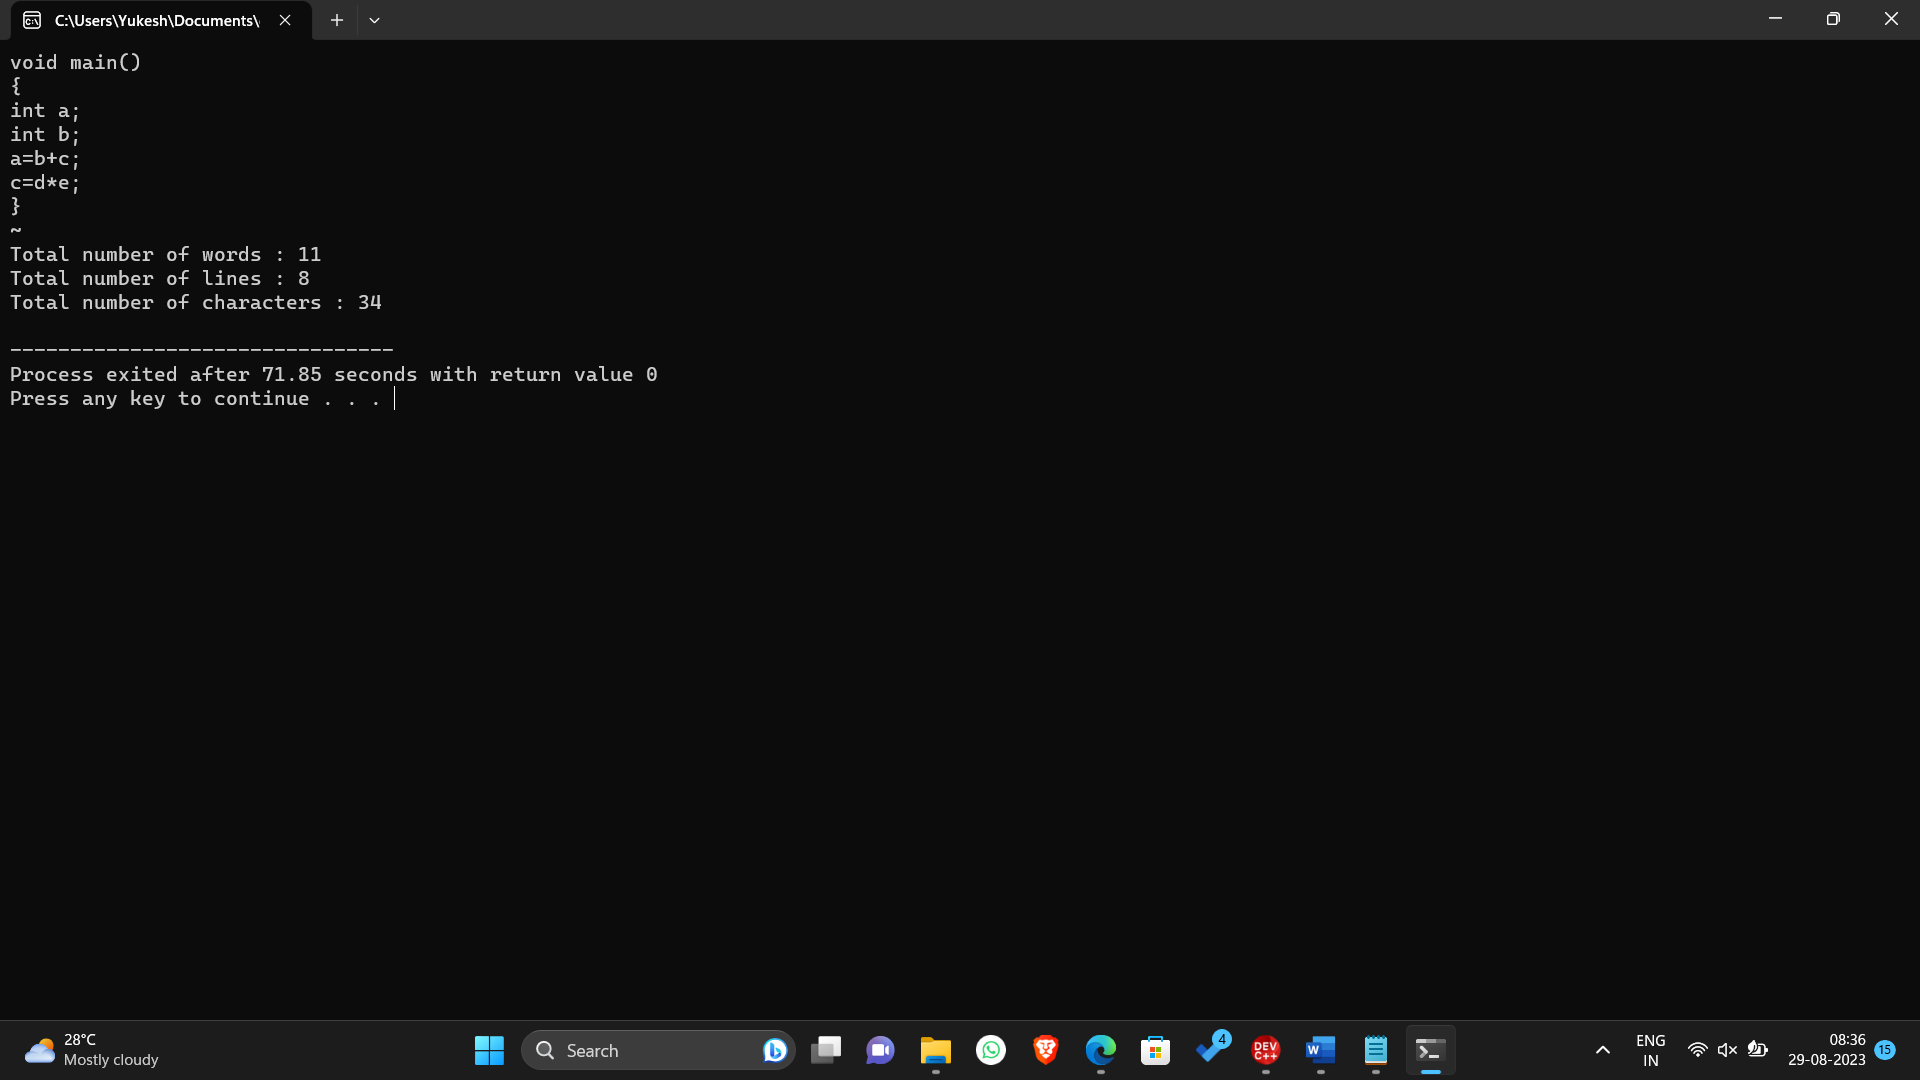 C:\Users\Yukesh\Documents\
void main()
{
int a;
int b;
a=b+c;
c=d*e;
}
~
Total number of words : 11
Total number of lines : 8
Total number of characters : 34
--------------------------------
Process exited after 71.85 seconds with return value 0
Press any key to continue . . .
28°C
Mostly cloudy
Search
4
DEV
C++
W
ENG
IN
08:36
29-08-2023
15